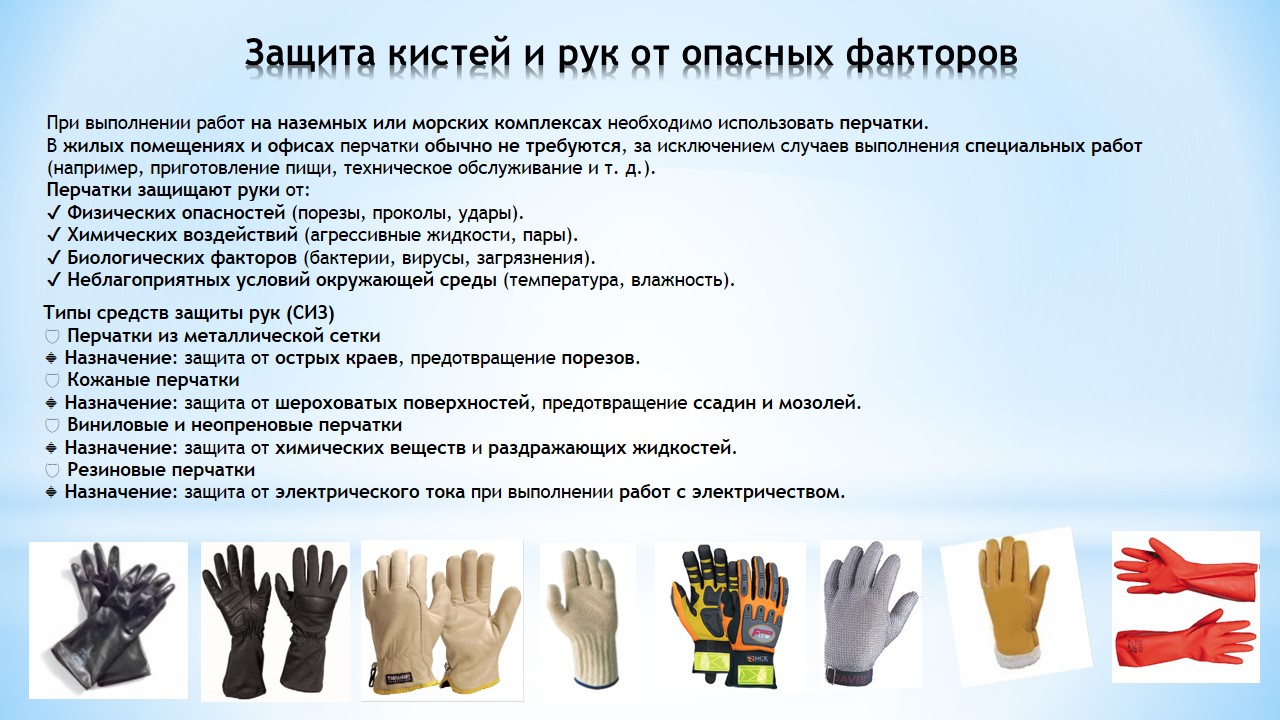 Защита кистей и рук от опасных факторов
При выполнении работ на наземных или морских комплексах необходимо использовать перчатки.
В жилых помещениях и офисах перчатки обычно не требуются, за исключением случаев выполнения специальных работ
(например, приготовление пищи, техническое обслуживание и т. д.).
Перчатки защищают руки от:
✓ Физических опасностей (порезы, проколы, удары).
✓ Химических воздействий (агрессивные жидкости, пары).
✓ Биологических факторов (бактерии, вирусы, загрязнения).
✓ Неблагоприятных условий окружающей среды (температура, влажность).
Типы средств защиты рук (СИЗ)
Перчатки из металлической сетки
Назначение: защита от острых краев, предотвращение порезов.
Кожаные перчатки
Назначение: защита от шероховатых поверхностей, предотвращение ссадин и мозолей.
Виниловые и неопреновые перчатки
Назначение: защита от химических веществ и раздражающих жидкостей.
Резиновые перчатки
Назначение: защита от электрического тока при выполнении работ с электричеством.